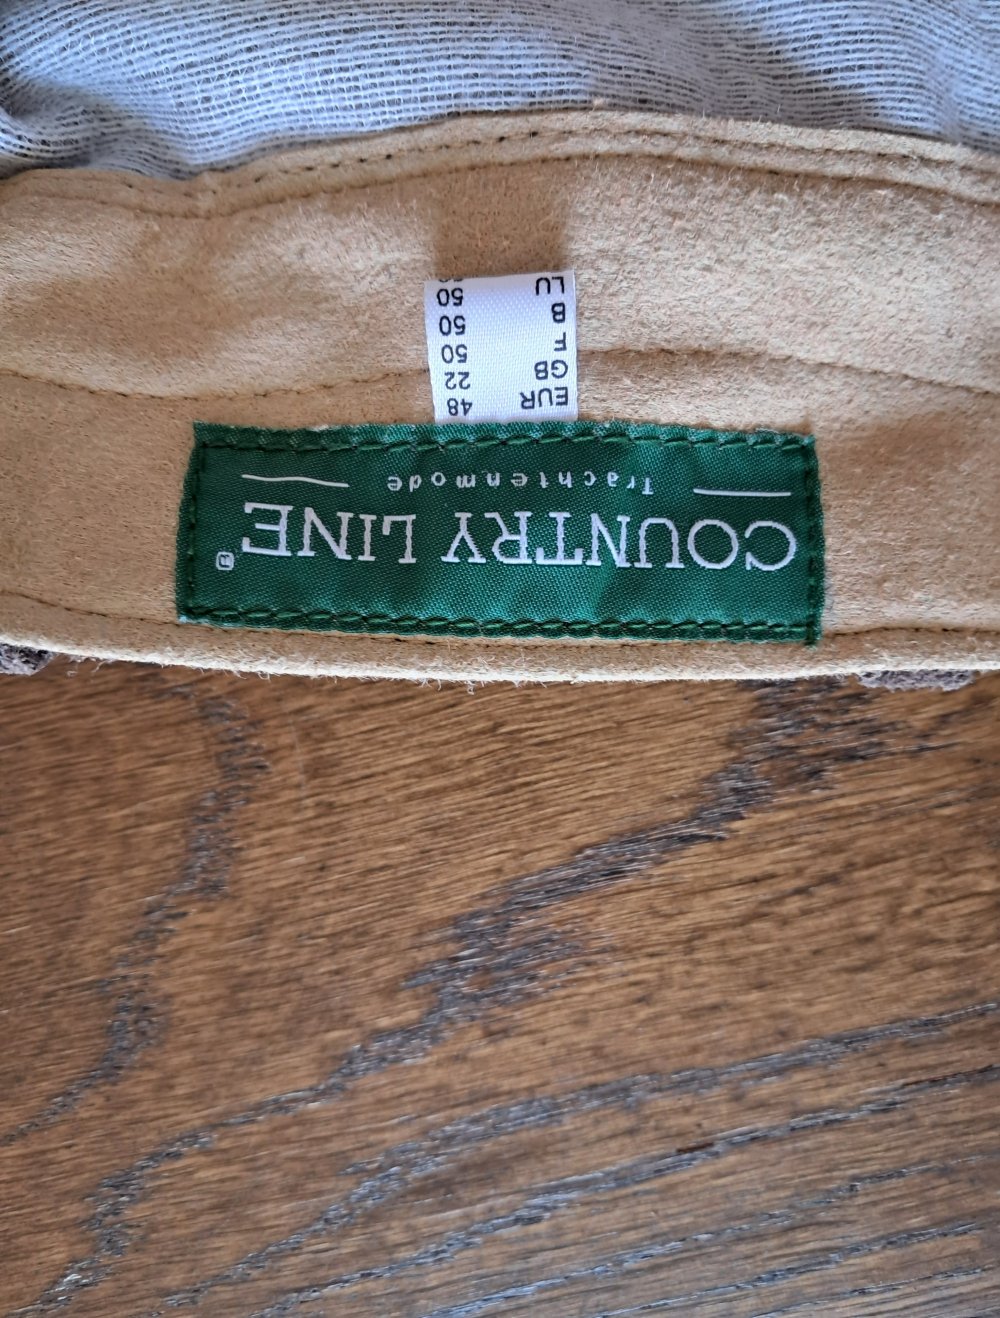 COUNTRY LINE ®
Trachtenmode
EUR 48
GB 22
F 50
B 50
LU 50